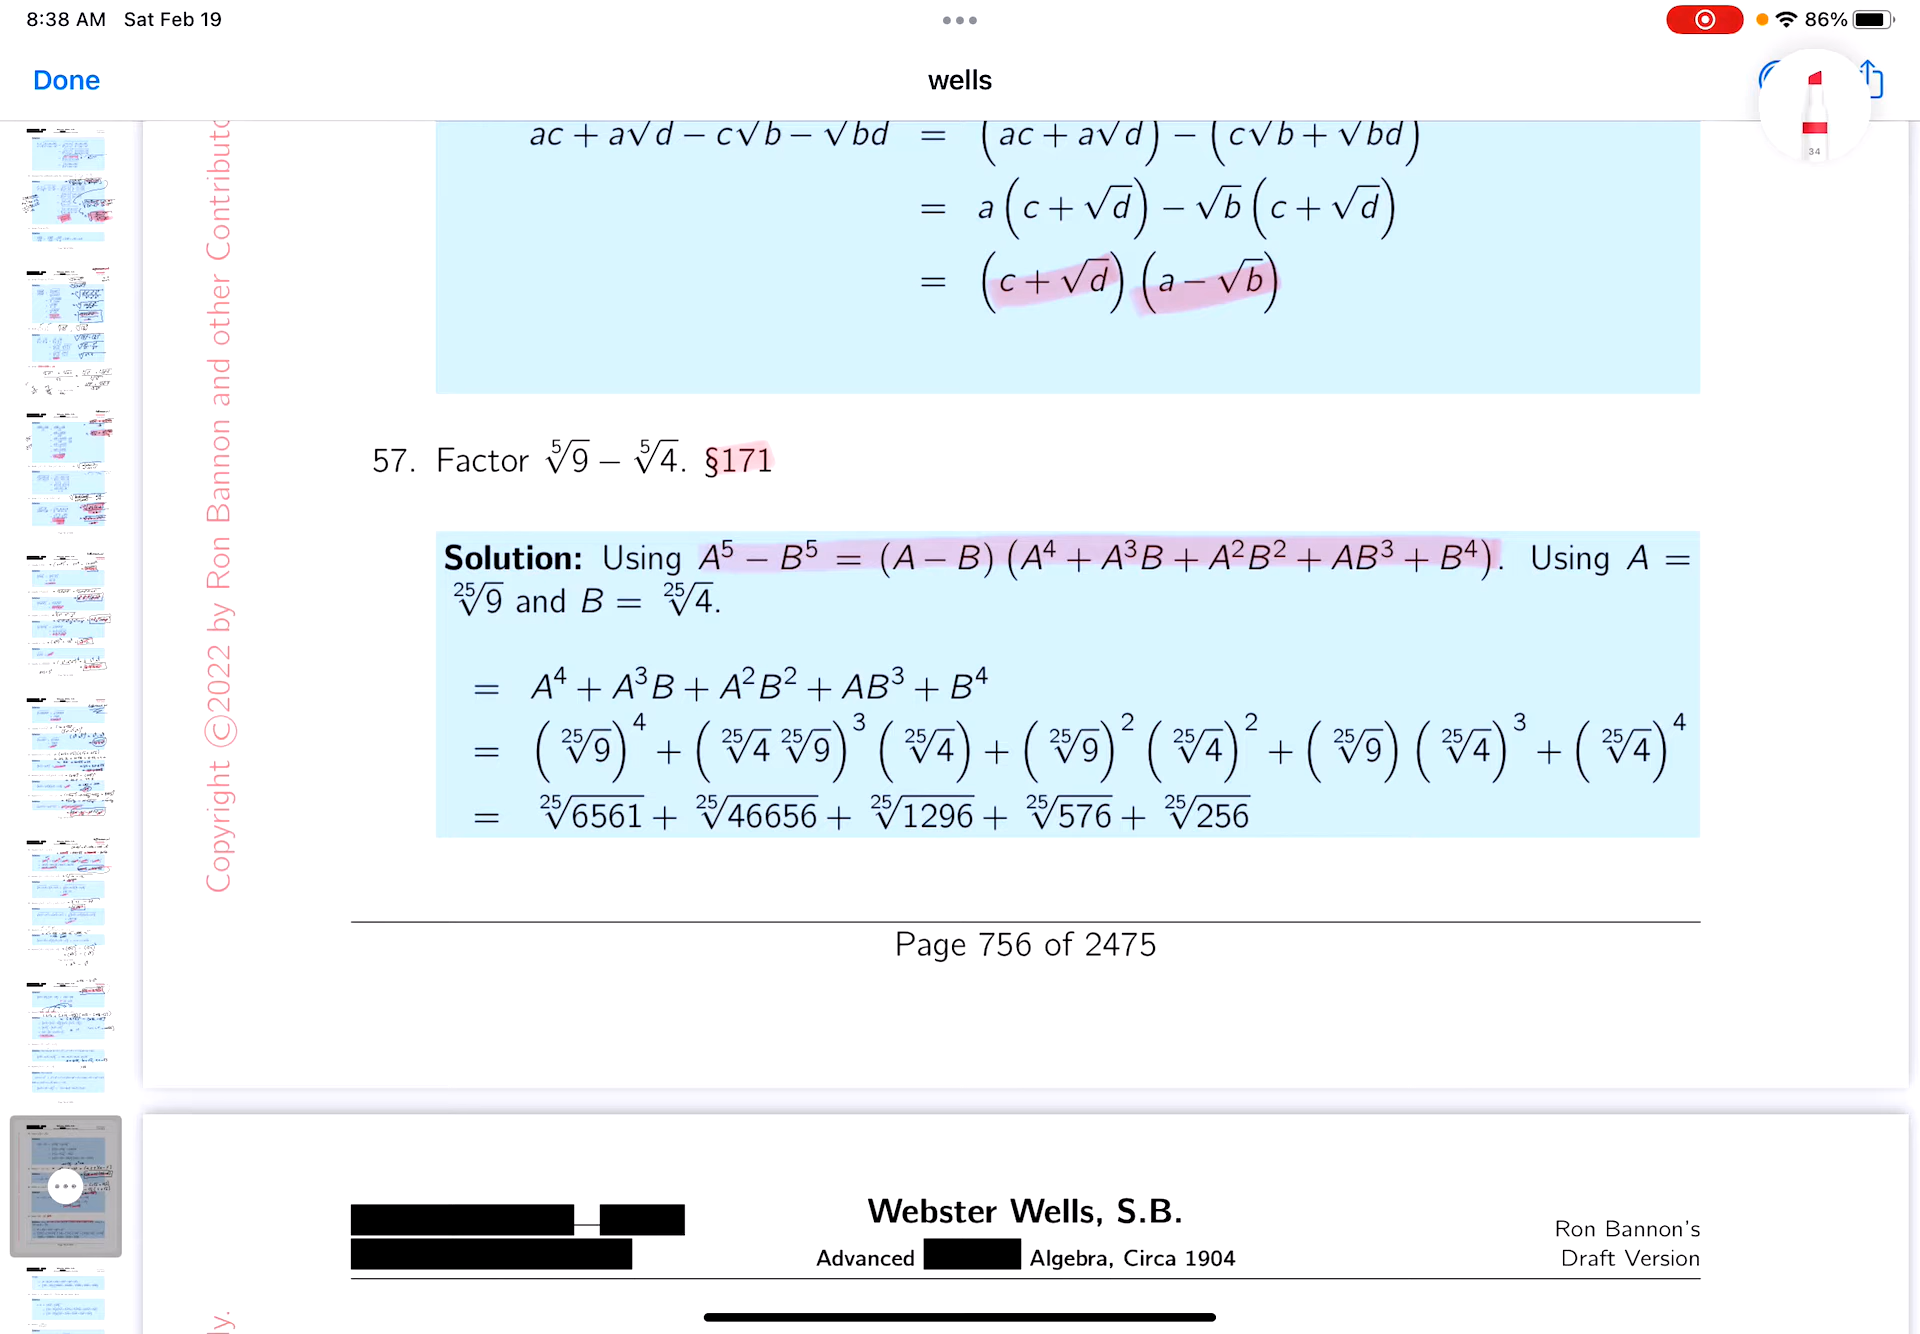 8:38 AM Sat Feb 19
86%
Done
wells
34
ac + a√d − c√b − √bd = (ac + a√d) − (c√b + √bd)
= a(c + √d) − √b(c + √d)
= (c + √d)(a − √b)
57. Factor ⁵√9 − ⁵√4. §171
Solution: Using A⁵ − B⁵ = (A − B)(A⁴ + A³B + A²B² + AB³ + B⁴). Using A =
²⁵√9 and B = ²⁵√4.
= A⁴ + A³B + A²B² + AB³ + B⁴
= (²⁵√9)⁴ + (²⁵√4 ²⁵√9)³ (²⁵√4) + (²⁵√9)² (²⁵√4)² + (²⁵√9) (²⁵√4)³ + (²⁵√4)⁴
= ²⁵√6561 + ²⁵√46656 + ²⁵√1296 + ²⁵√576 + ²⁵√256
Page 756 of 2475
Copyright ©2022 by Ron Bannon and other Contributo
Webster Wells, S.B.
Advanced Algebra, Circa 1904
Ron Bannon's
Draft Version
ly.